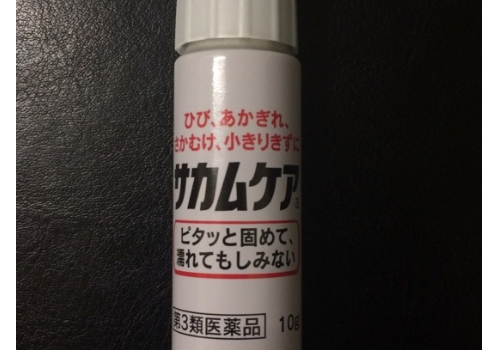 ひび、あかぎれ、
さかむけ、小きりきずに
サカムケアa
ピタッと固めて、
濡れてもしみない
第3類医薬品 10g